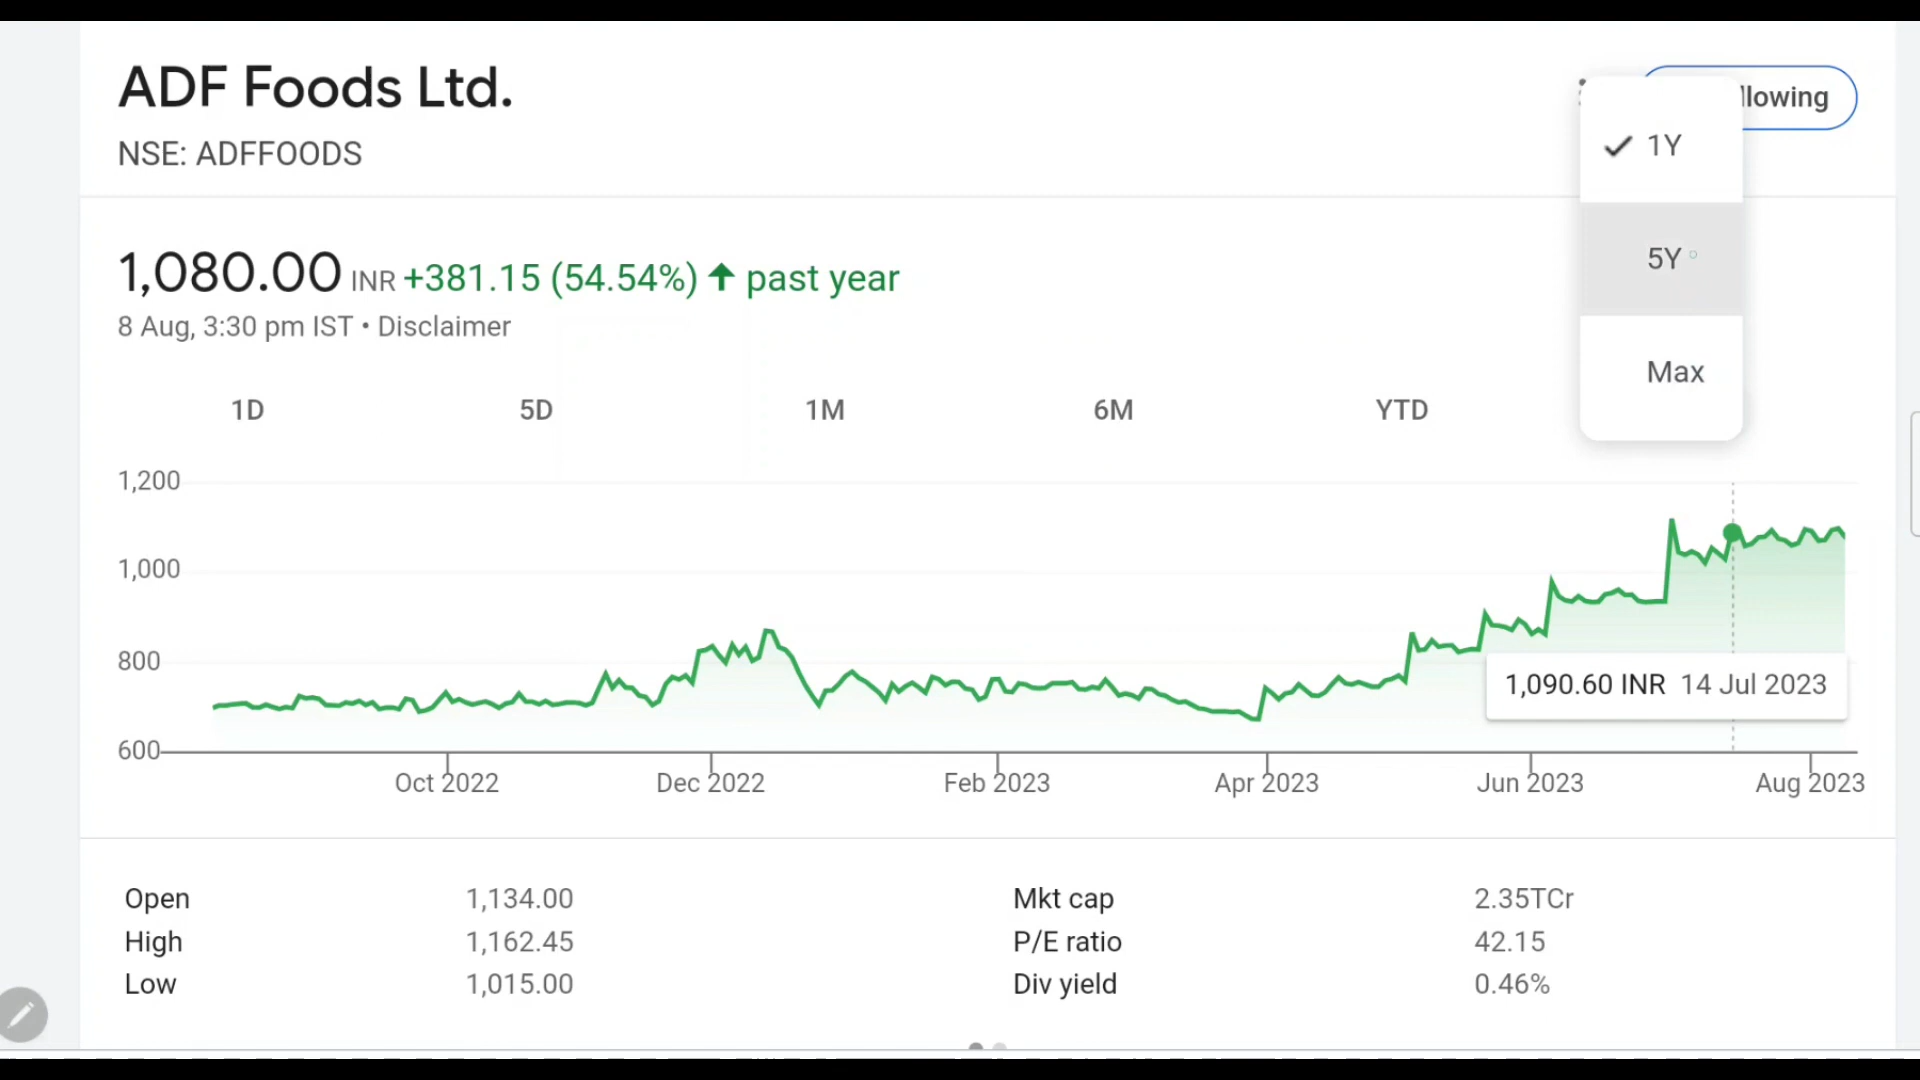 ADF Foods Ltd.
llowing
NSE: ADFFOODS
1Y
5Y
Max
1,080.00 INR +381.15 (54.54%) ↑ past year
8 Aug, 3:30 pm IST • Disclaimer
1D 5D 1M 6M YTD
1,200
1,000
800
600
1,090.60 INR 14 Jul 2023
Oct 2022 Dec 2022 Feb 2023 Apr 2023 Jun 2023 Aug 2023
Open 1,134.00 Mkt cap 2.35TCr
High 1,162.45 P/E ratio 42.15
Low 1,015.00 Div yield 0.46%